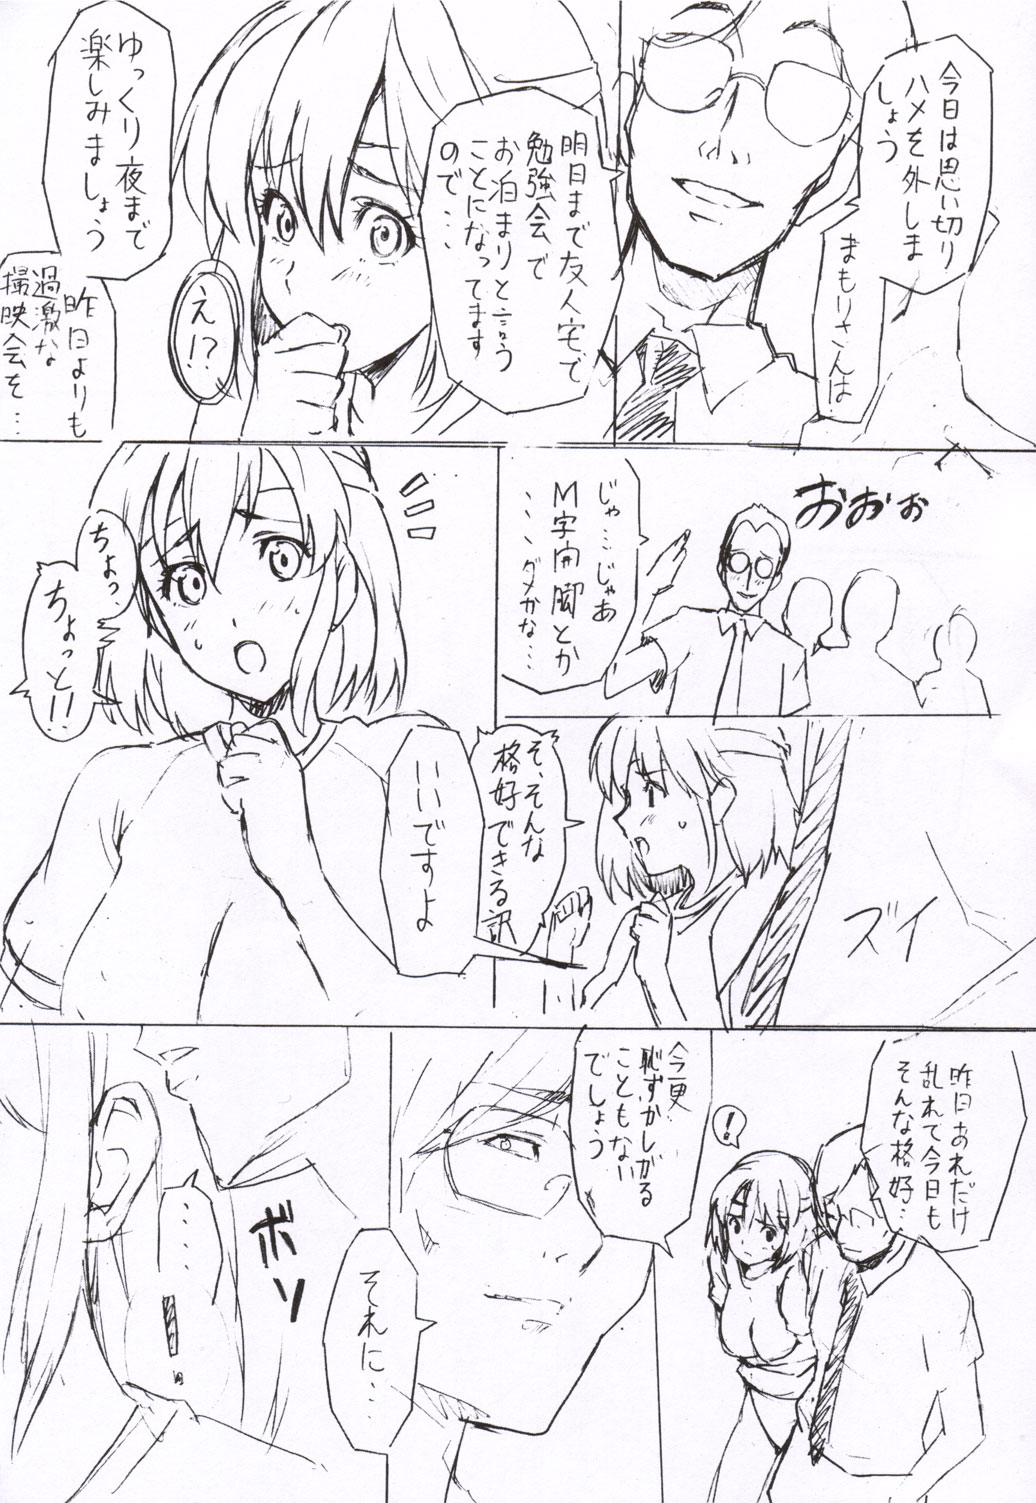 今日は思い切り
ハメを外しま
しょう
まもりさんは
明日まで友人宅で
勉強会で
お泊まりと言う
ことになってます
ので…
え!?
ゆっくり夜まで
楽しみましょう
昨日よりも
過激な
撮映会を…
おおぉ
じゃ…じゃあ
M字開脚とか
、、、ダメかな…
ちょっ、
ちょっと!!
そ、そんな
格好できる訳
いいですよ
ズイ
昨日あれだけ
乱れて今日も
そんな格好…
!
今更
恥ずかしがる
こともない
でしょう
それに…
ボソ
……